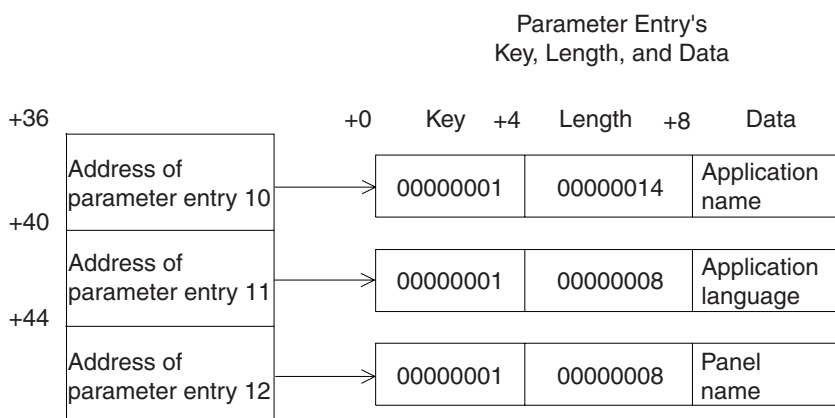 Parameter Entry's
Key, Length, and Data
+36 +0 Key +4 Length +8 Data
Address of
parameter entry 10
00000001 00000014 Application
name
+40
Address of
parameter entry 11
00000001 00000008 Application
language
+44
Address of
parameter entry 12
00000001 00000008 Panel
name